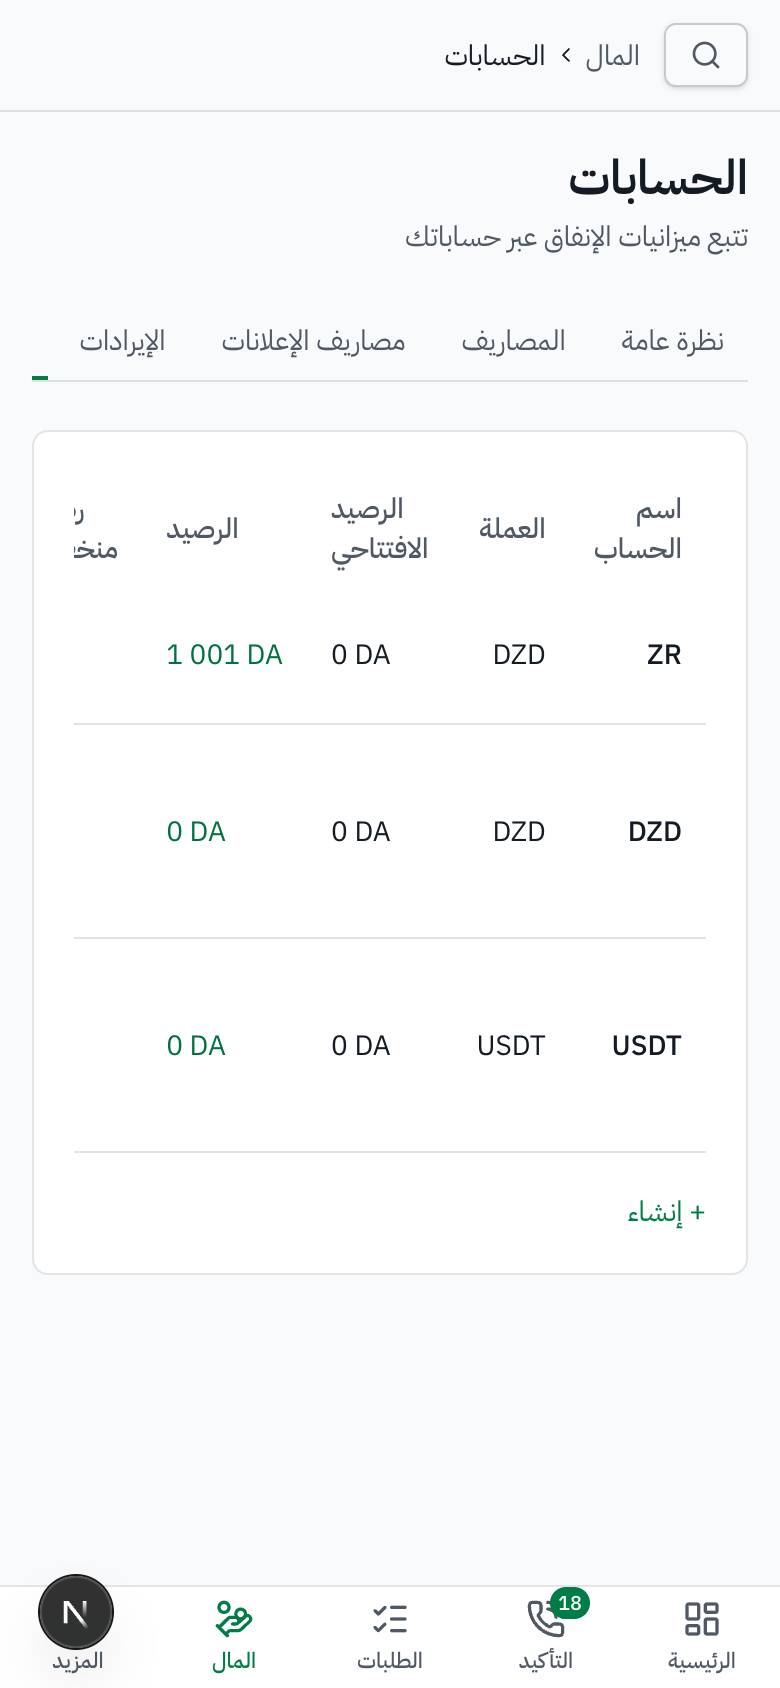 المال › الحسابات
الحسابات
تتبع ميزانيات الإنفاق عبر حساباتك
نظرة عامة المصاريف مصاريف الإعلانات الإيرادات
اسم الحساب العملة الرصيد الافتتاحي الرصيد
ZR DZD 0 DA 1 001 DA
DZD DZD 0 DA 0 DA
USDT USDT 0 DA 0 DA
+ إنشاء
18
الرئيسية التأكيد الطلبات المال المزيد
N